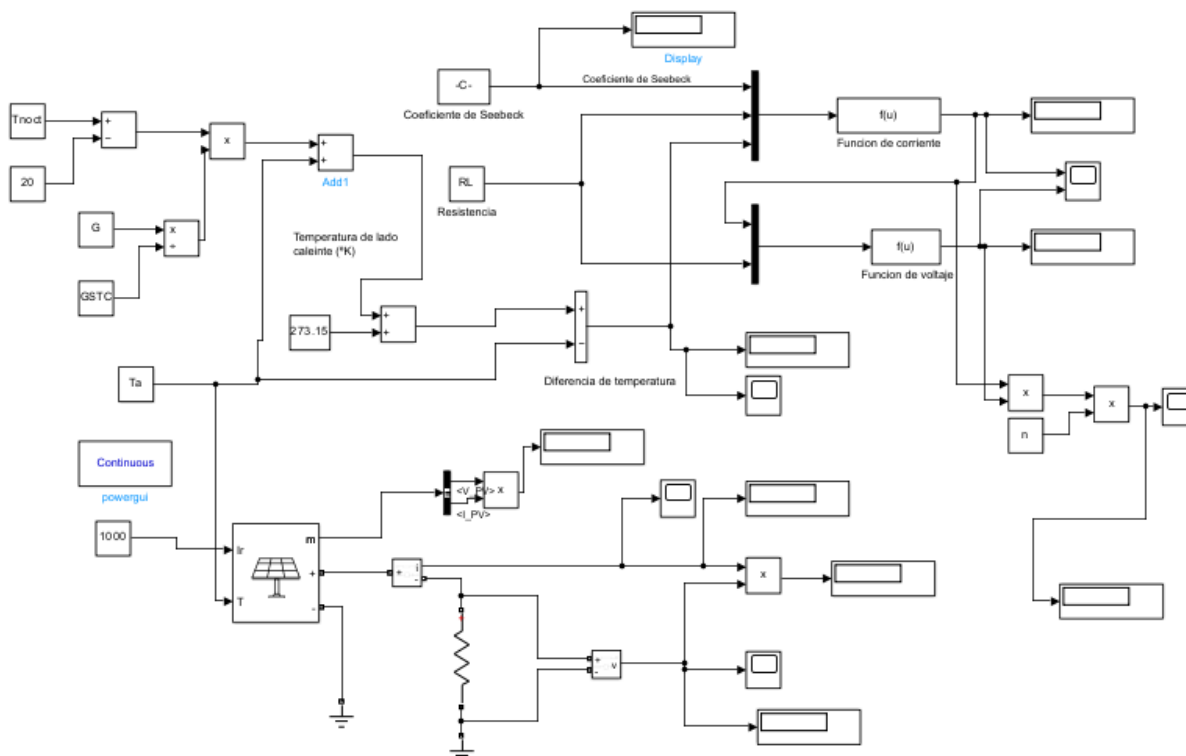 Display
-C-
Coeficiente de Seebeck
Coeficiente de Seebeck
Tnoct
+
−
x
20
+
+
Add1
f(u)
Funcion de corriente
RL
Resistencia
G
x
÷
GSTC
Temperatura de lado
caleinte (°K)
f(u)
Funcion de voltaje
273.15
+
+
+
−
Diferencia de temperatura
Ta
x
x
n
Continuous
powergui
<V_PV>
x
<I_PV>
1000
Ir
m
+
T
-
+
i
-
x
+
-
v